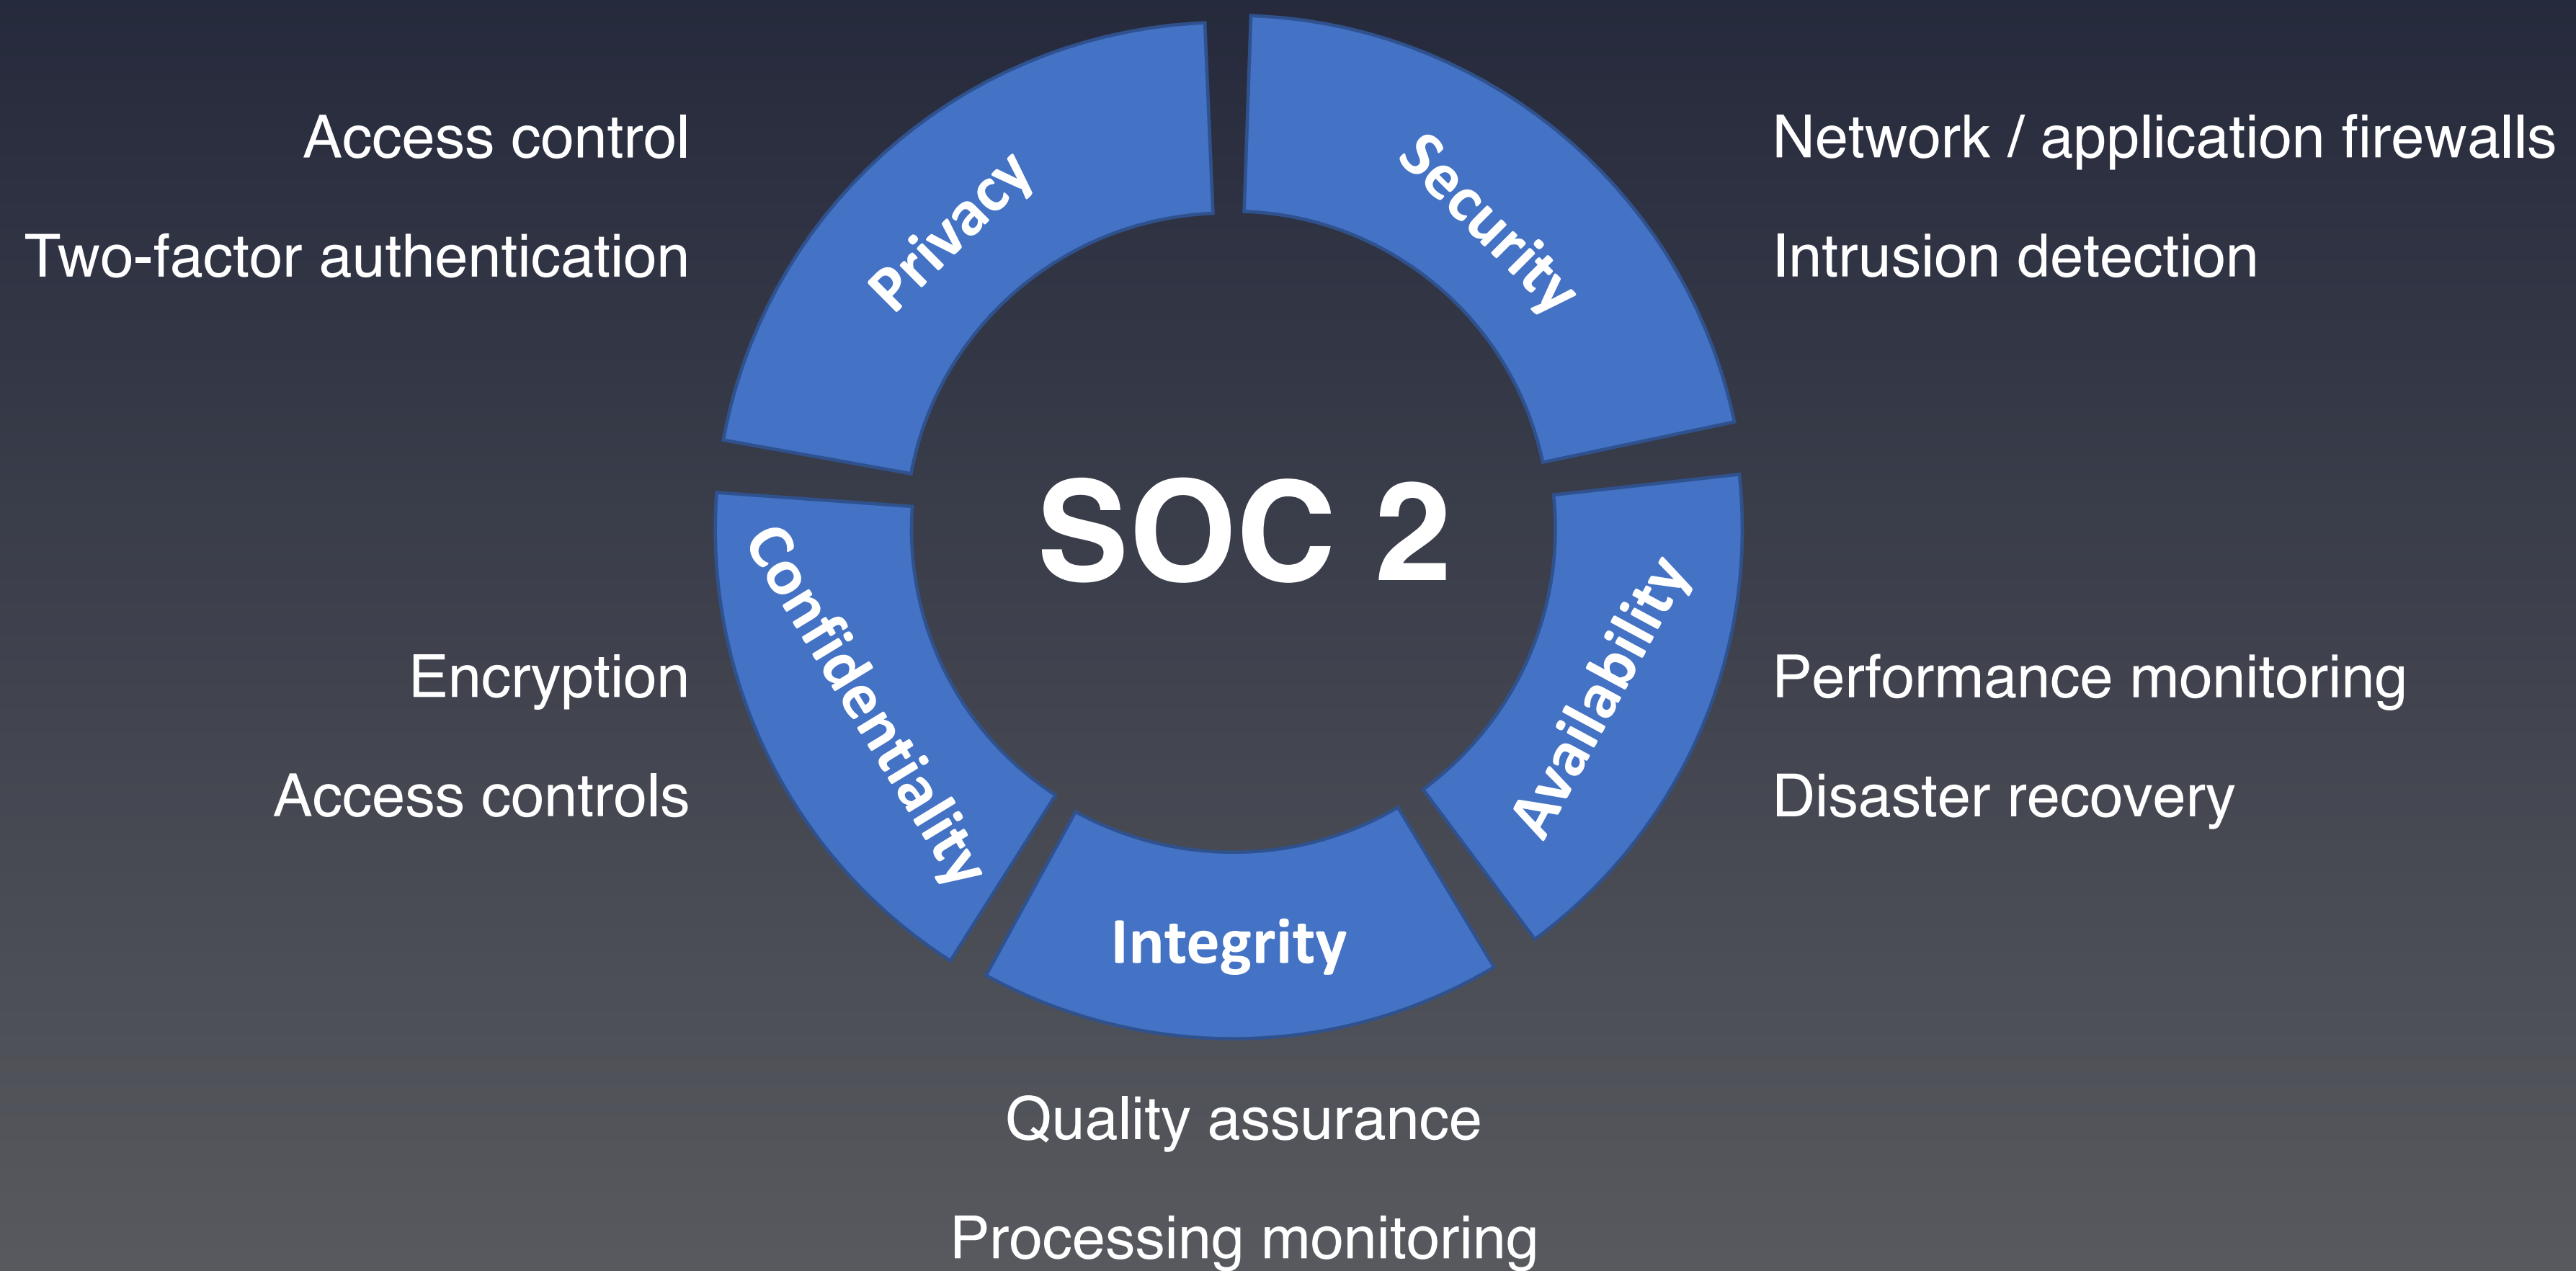 Access control
Two-factor authentication
Privacy
Security
Network / application firewalls
Intrusion detection
SOC 2
Encryption
Access controls
Confidentiality
Availability
Performance monitoring
Disaster recovery
Integrity
Quality assurance
Processing monitoring